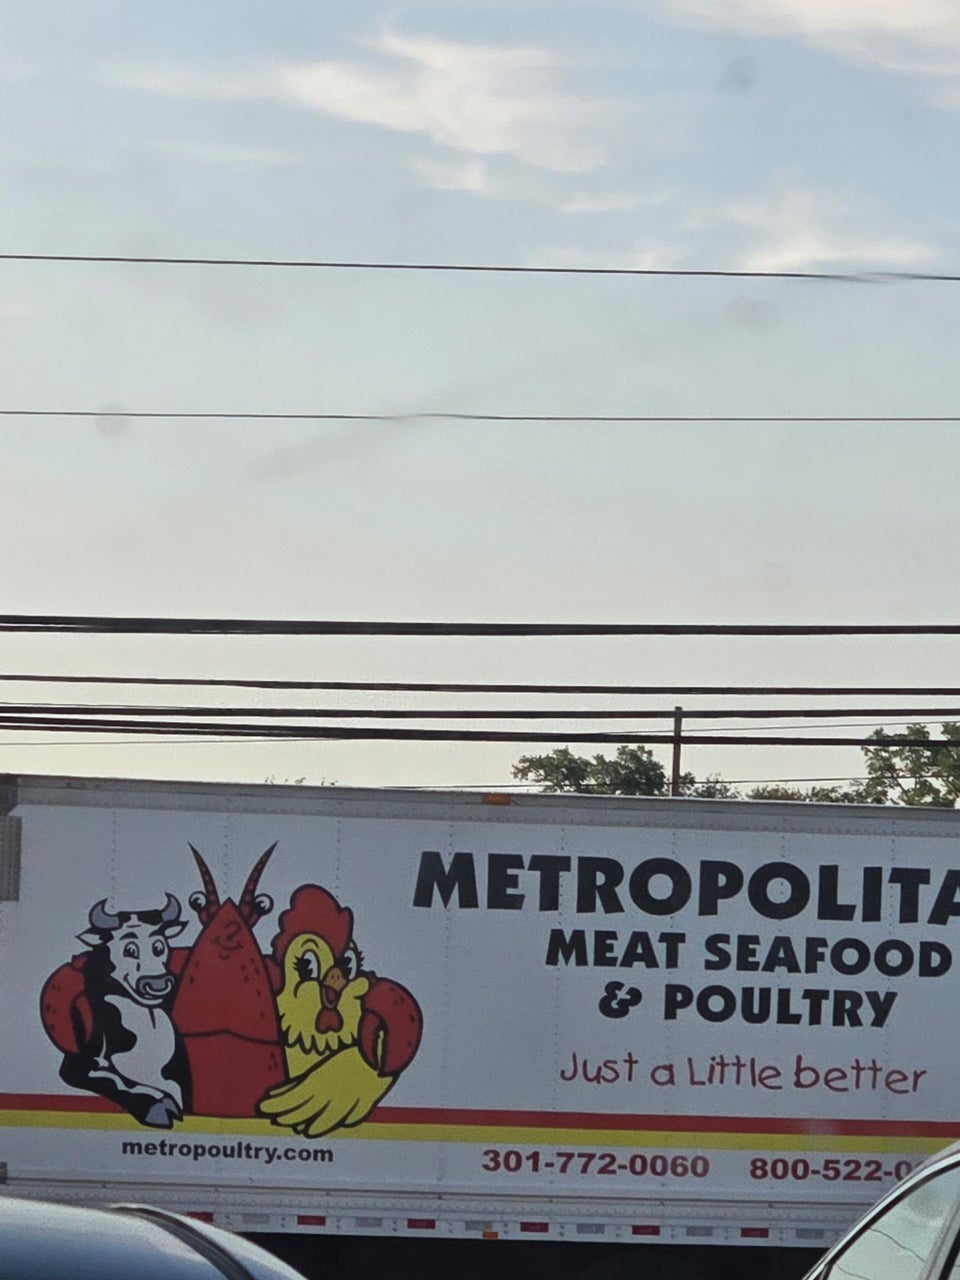 METROPOLITA
MEAT SEAFOOD
& POULTRY
Just a Little better
metropoultry.com
301-772-0060 800-522-0